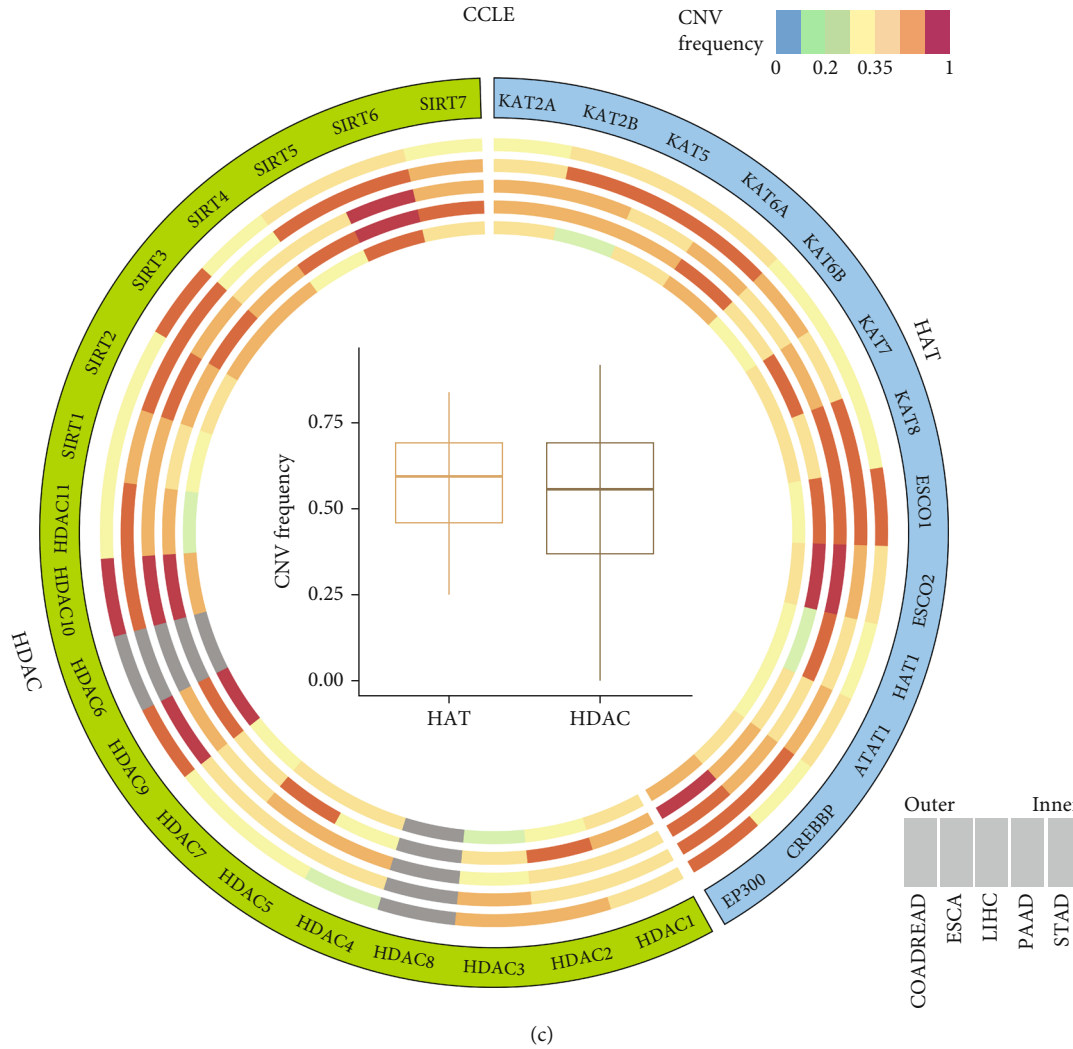 CCLE
CNV
frequency
0
0.2
0.35
1
KAT2A
KAT2B
KAT5
KAT6A
KAT6B
KAT7
KAT8
ESCO1
ESCO2
HAT1
ATAT1
CREBBP
EP300
HAT
HDAC1
HDAC2
HDAC3
HDAC8
HDAC4
HDAC5
HDAC7
HDAC9
HDAC6
HDAC10
HDAC11
SIRT1
SIRT2
SIRT3
SIRT4
SIRT5
SIRT6
SIRT7
HDAC
CNV frequency
0.75
0.50
0.25
0.00
HAT
HDAC
Outer
Inne
COADREAD
ESCA
LIHC
PAAD
STAD
(c)